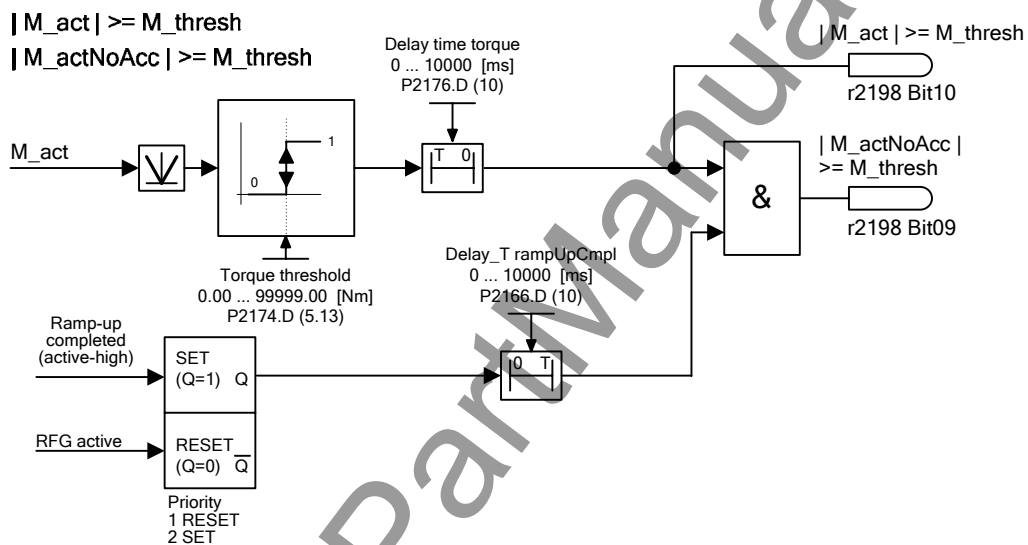 | M_act | >= M_thresh
| M_actNoAcc | >= M_thresh
Delay time torque
0 ... 10000 [ms]
P2176.D (10)
| M_act | >= M_thresh
r2198 Bit10
M_act
1
0
T 0
&
| M_actNoAcc |
>= M_thresh
r2198 Bit09
Torque threshold
0.00 ... 99999.00 [Nm]
P2174.D (5.13)
Delay_T rampUpCmpl
0 ... 10000 [ms]
P2166.D (10)
0 T
Ramp-up
completed
(active-high)
SET
(Q=1) Q
RFG active
RESET
(Q=0) Q
Priority
1 RESET
2 SET
PartManua